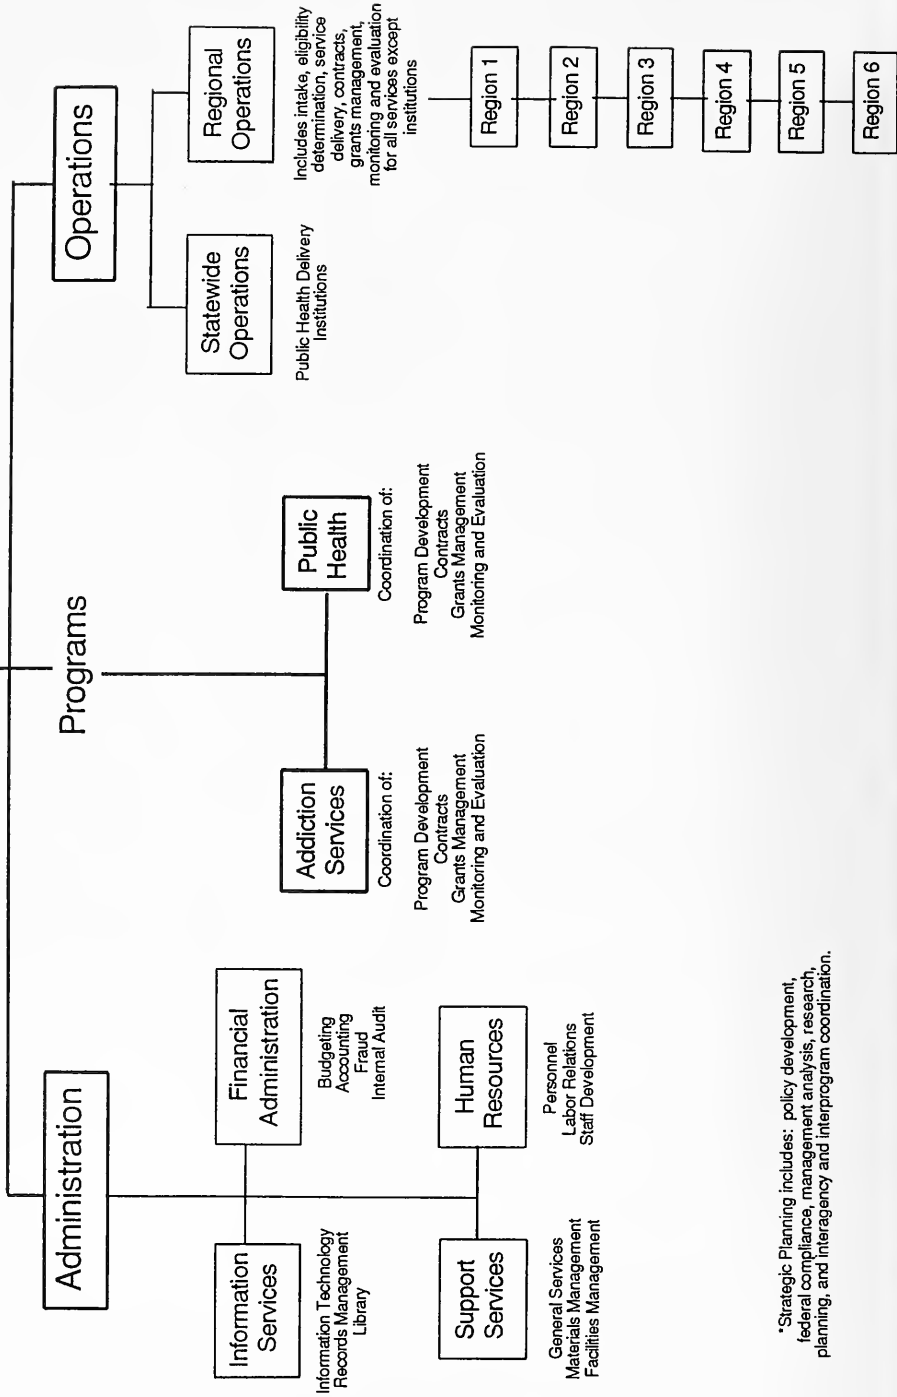 Administration
Programs
Operations
Information
Services
Information Technology
Records Management
Library
Financial
Administration
Budgeting
Accounting
Fraud
Internal Audit
Support
Services
General Services
Materials Management
Facilities Management
Human
Resources
Personnel
Labor Relations
Staff Development
Addiction
Services
Coordination of:
Program Development
Contracts
Grants Management
Monitoring and Evaluation
Public
Health
Coordination of:
Program Development
Contracts
Grants Management
Monitoring and Evaluation
Statewide
Operations
Public Health Delivery
Institutions
Regional
Operations
Includes intake, eligibility
determination, service
delivery, contracts,
grants management,
monitoring and evaluation
for all services except
institutions
Region 1
Region 2
Region 3
Region 4
Region 5
Region 6
*Strategic Planning includes: policy development,
federal compliance, management analysis, research,
planning, and interagency and interprogram coordination.